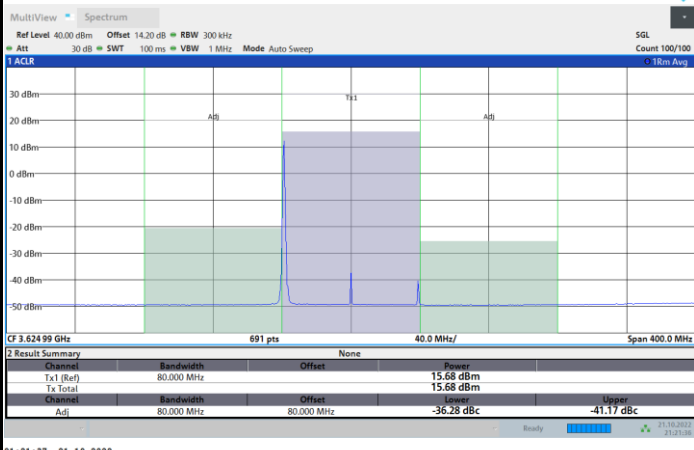 MultiView Spectrum
Ref Level 40.00 dBm Offset 14.20 dB RBW 300 kHz SGL
Att 30 dB SWT 100 ms VBW 1 MHz Mode Auto Sweep Count 100/100
1 ACLR 1Rm Avg
30 dBm
Tx1
20 dBm Adj Adj
10 dBm
0 dBm
-10 dBm
-20 dBm
-30 dBm
-40 dBm
-50 dBm
CF 3.624 99 GHz 691 pts 40.0 MHz/ Span 400.0 MHz
2 Result Summary None
Channel Bandwidth Offset Power
Tx1 (Ref) 80.000 MHz 15.68 dBm
Tx Total 15.68 dBm
Channel Bandwidth Offset Lower Upper
Adj 80.000 MHz 80.000 MHz -36.28 dBc -41.17 dBc
Ready 21.10.2022
21:21:36